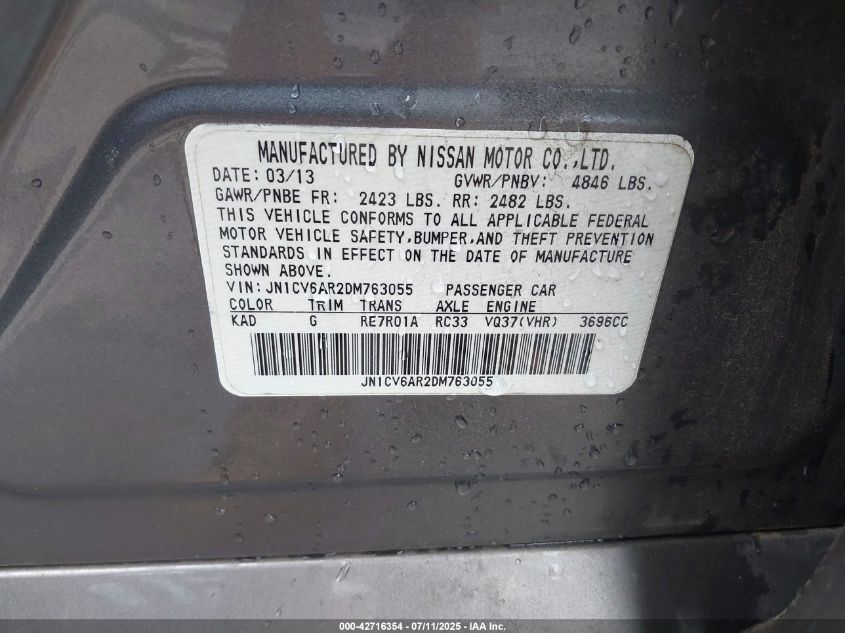 MANUFACTURED BY NISSAN MOTOR CO.,LTD.
DATE: 03/13 GVWR/PNBV: 4846 LBS.
GAWR/PNBE FR: 2423 LBS. RR: 2482 LBS.
THIS VEHICLE CONFORMS TO ALL APPLICABLE FEDERAL
MOTOR VEHICLE SAFETY,BUMPER,AND THEFT PREVENTION
STANDARDS IN EFFECT ON THE DATE OF MANUFACTURE
SHOWN ABOVE.
VIN: JN1CV6AR2DM763055 PASSENGER CAR
COLOR TRIM TRANS AXLE ENGINE
KAD G RE7R01A RC33 VQ37(VHR) 3696CC
JN1CV6AR2DM763055
000-42716354 - 07/11/2025 - IAA Inc.